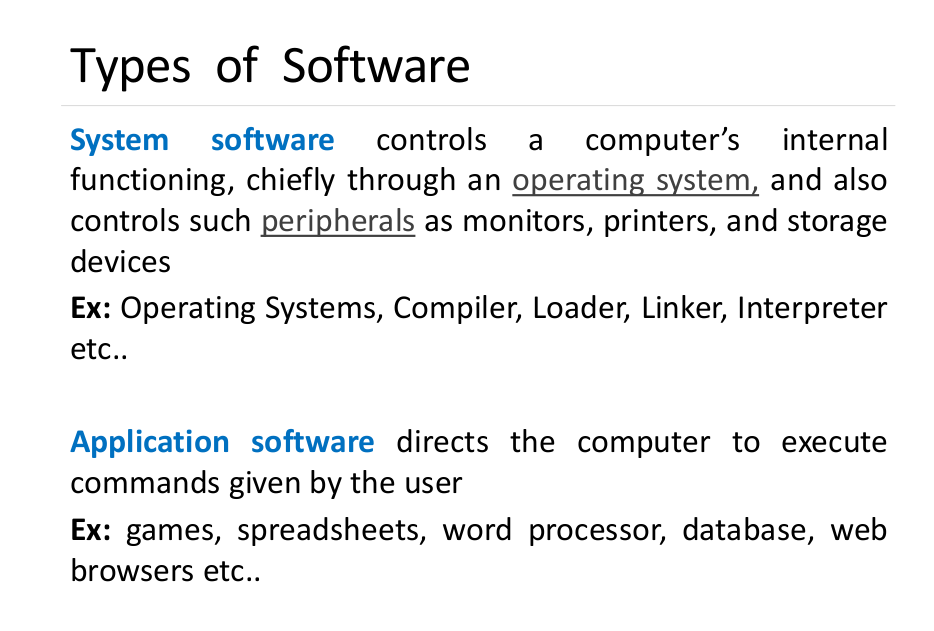 Types of Software
System software controls a computer’s internal
functioning, chiefly through an operating system, and also
controls such peripherals as monitors, printers, and storage
devices
Ex: Operating Systems, Compiler, Loader, Linker, Interpreter
etc..
Application software directs the computer to execute
commands given by the user
Ex: games, spreadsheets, word processor, database, web
browsers etc..